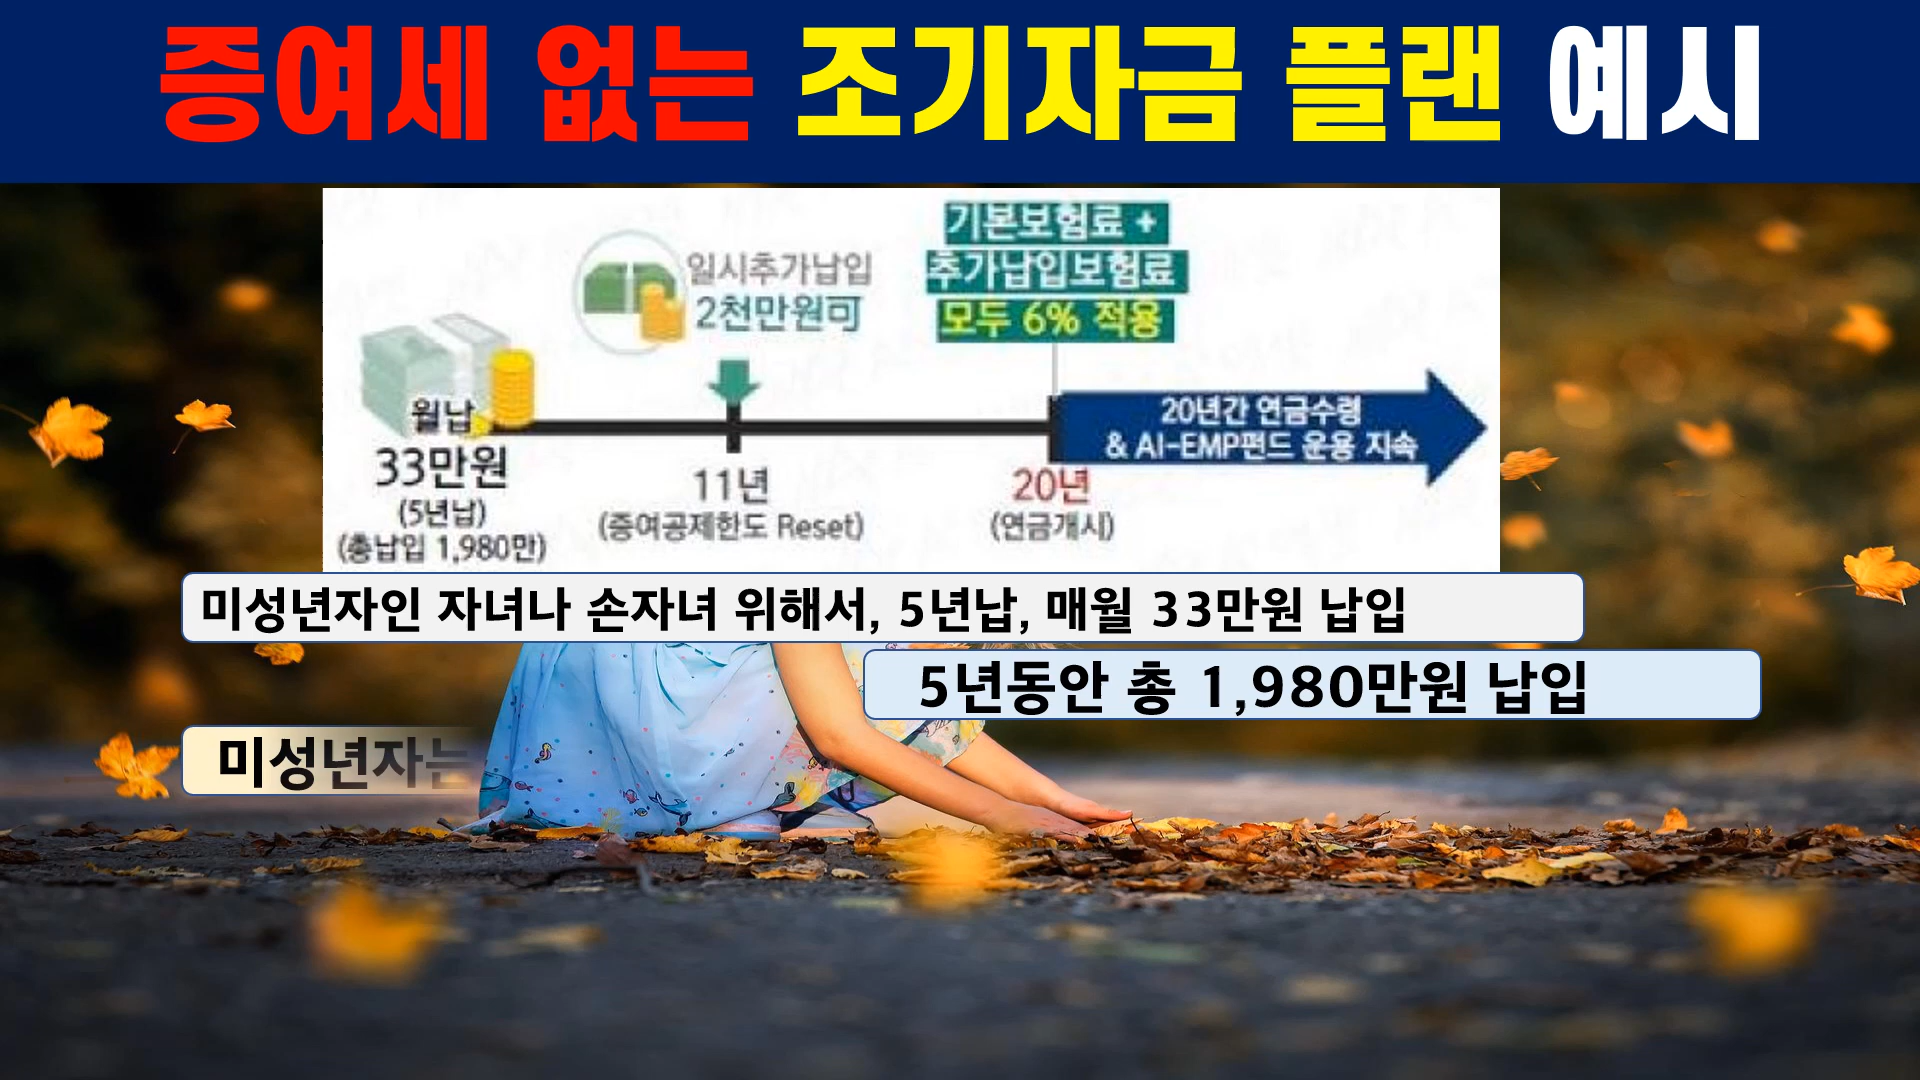 증여세 없는 조기자금 플랜 예시
기본보험료 +
추가납입보험료
모두 6% 적용
일시추가납입
2천만원可
월납
33만원
(5년납)
(총납입 1,980만)
11년
(증여공제한도 Reset)
20년
(연금개시)
20년간 연금수령
& AI-EMP펀드 운용 지속
미성년자인 자녀나 손자녀 위해서, 5년납, 매월 33만원 납입
5년동안 총 1,980만원 납입
미성년자는